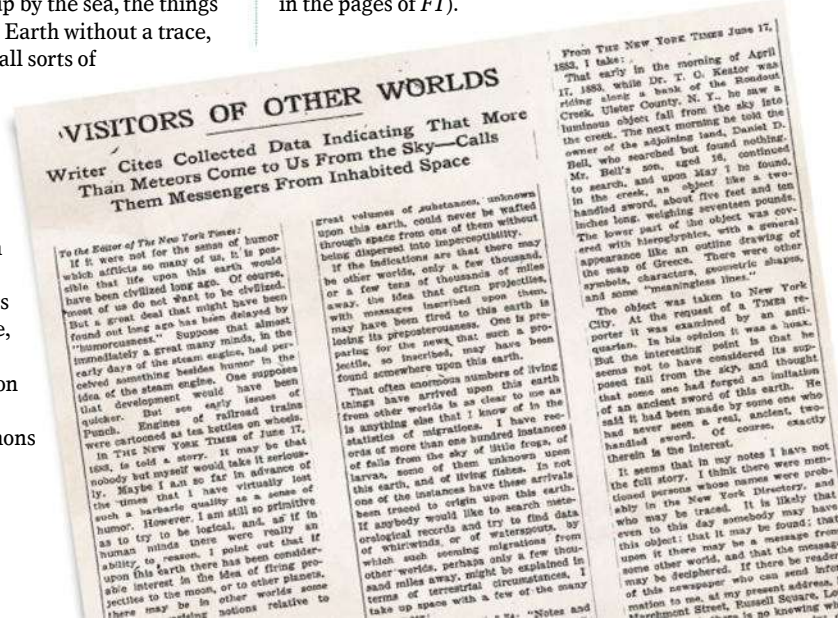 up by the sea, the things
Earth without a trace,
all sorts of
in the pages of FT).
s
e,
on
VISITORS OF OTHER WORLDS
Writer Cites Collected Data Indicating That More
Than Meteors Come to Us From the Sky—Calls
Them Messengers From Inhabited Space
To the Editor of The New York Times:
If it were not for the sense of humor
which afflicts so many of us, it is pos-
sible that life upon this earth would
have been civilized long ago. Of course,
most of us do not want to be civilized.
But a great deal that might have been
found out long ago has been delayed by
"humorcusness." Suppose that almost
immediately a great many minds, in the
early days of the steam engine, had per-
ceived something besides humor in the
idea of the steam engine. One supposes
that development would have been
quicker. But see early issues of
Punch. Engines of railroad trains
were cartooned as tea kettles on wheels.
In THE NEW YORK TIMES of June 17,
1883, is told a story. It may be that
nobody but myself would take it serious-
ly. Maybe I am so far in advance of
the times that I have virtually lost
such a barbaric quality as a sense of
humor. However, I am still so primitive
as to try to be logical, and, as if in
human minds there were really an
ability to reason, I point out that if
upon this earth there has been consider-
able interest in the idea of firing pro-
jectiles to the moon, or to other planets,
there may be in other worlds some
notions relative to
great volumes of substances, unknown
upon this earth, could never be wafted
through space from one of them without
being dispersed into imperceptibility.
If the indications are that there may
be other worlds, only a few thousand,
or a few tens of thousands of miles
away, the idea that often projectiles,
with messages inscribed upon them,
may have been fired to this earth is
losing its preposterousness. One is pre-
paring for the news that such a pro-
jectile, so inscribed, may have been
found somewhere upon this earth.
That often enormous numbers of living
things have arrived upon this earth
from other worlds is as clear to me as
is anything else that I know of in the
statistics of migrations. I have rec-
ords of more than one hundred instances
of falls from the sky of little frogs, of
larvae, some of them unknown upon
this earth, and of living fishes. In not
one of the instances have these arrivals
been traced to origin upon this earth.
If anybody would like to search mete-
orological records and try to find data
of whirlwinds, or of waterspouts, by
which such seeming migrations from
other worlds, perhaps only a few thou-
sand miles away, might be explained in
terms of terrestrial circumstances, I
take up space with a few of the many
"Notes and
From THE NEW YORK TIMES June 17,
1883, I take:
That early in the morning of April
17, 1883, while Dr. T. O. Keator was
riding along a bank of the Rondout
Creek, Ulster County, N. Y., he saw a
luminous object fall from the sky into
the creek. The next morning he told the
owner of the adjoining land, Daniel D.
Bell, who searched but found nothing.
Mr. Bell's son, aged 16, continued
to search, and upon May 1 he found,
in the creek, an object like a two-
handled sword, about five feet and ten
inches long, weighing seventeen pounds.
The lower part of the object was cov-
ered with hieroglyphics, with a general
appearance like an outline drawing of
the map of Greece. There were other
symbols, characters, geometric shapes,
and some "meaningless lines."
The object was taken to New York
City. At the request of a TIMES re-
porter it was examined by an anti-
quarian. In his opinion it was a hoax.
But the interesting point is that he
seems not to have considered its sup-
posed fall from the sky, and thought
that some one had forged an imitation
of an ancient sword of this earth. He
said it had been made by some one who
had never seen a real, ancient, two-
handled sword. Of course, exactly
therein is the interest.
It seems that in my notes I have not
the full story. I think there were men-
tioned persons whose names were prob-
ably in the New York Directory, and
who may be traced. It is likely that
even to this day somebody may have
this object; that it may be found; that
upon it there may be a message from
some other world, and that the message
may be deciphered. If there be readers
of this newspaper who can send infor-
mation to me, at my present address,
Marchmont Street, Russell Square,
there is no knowing